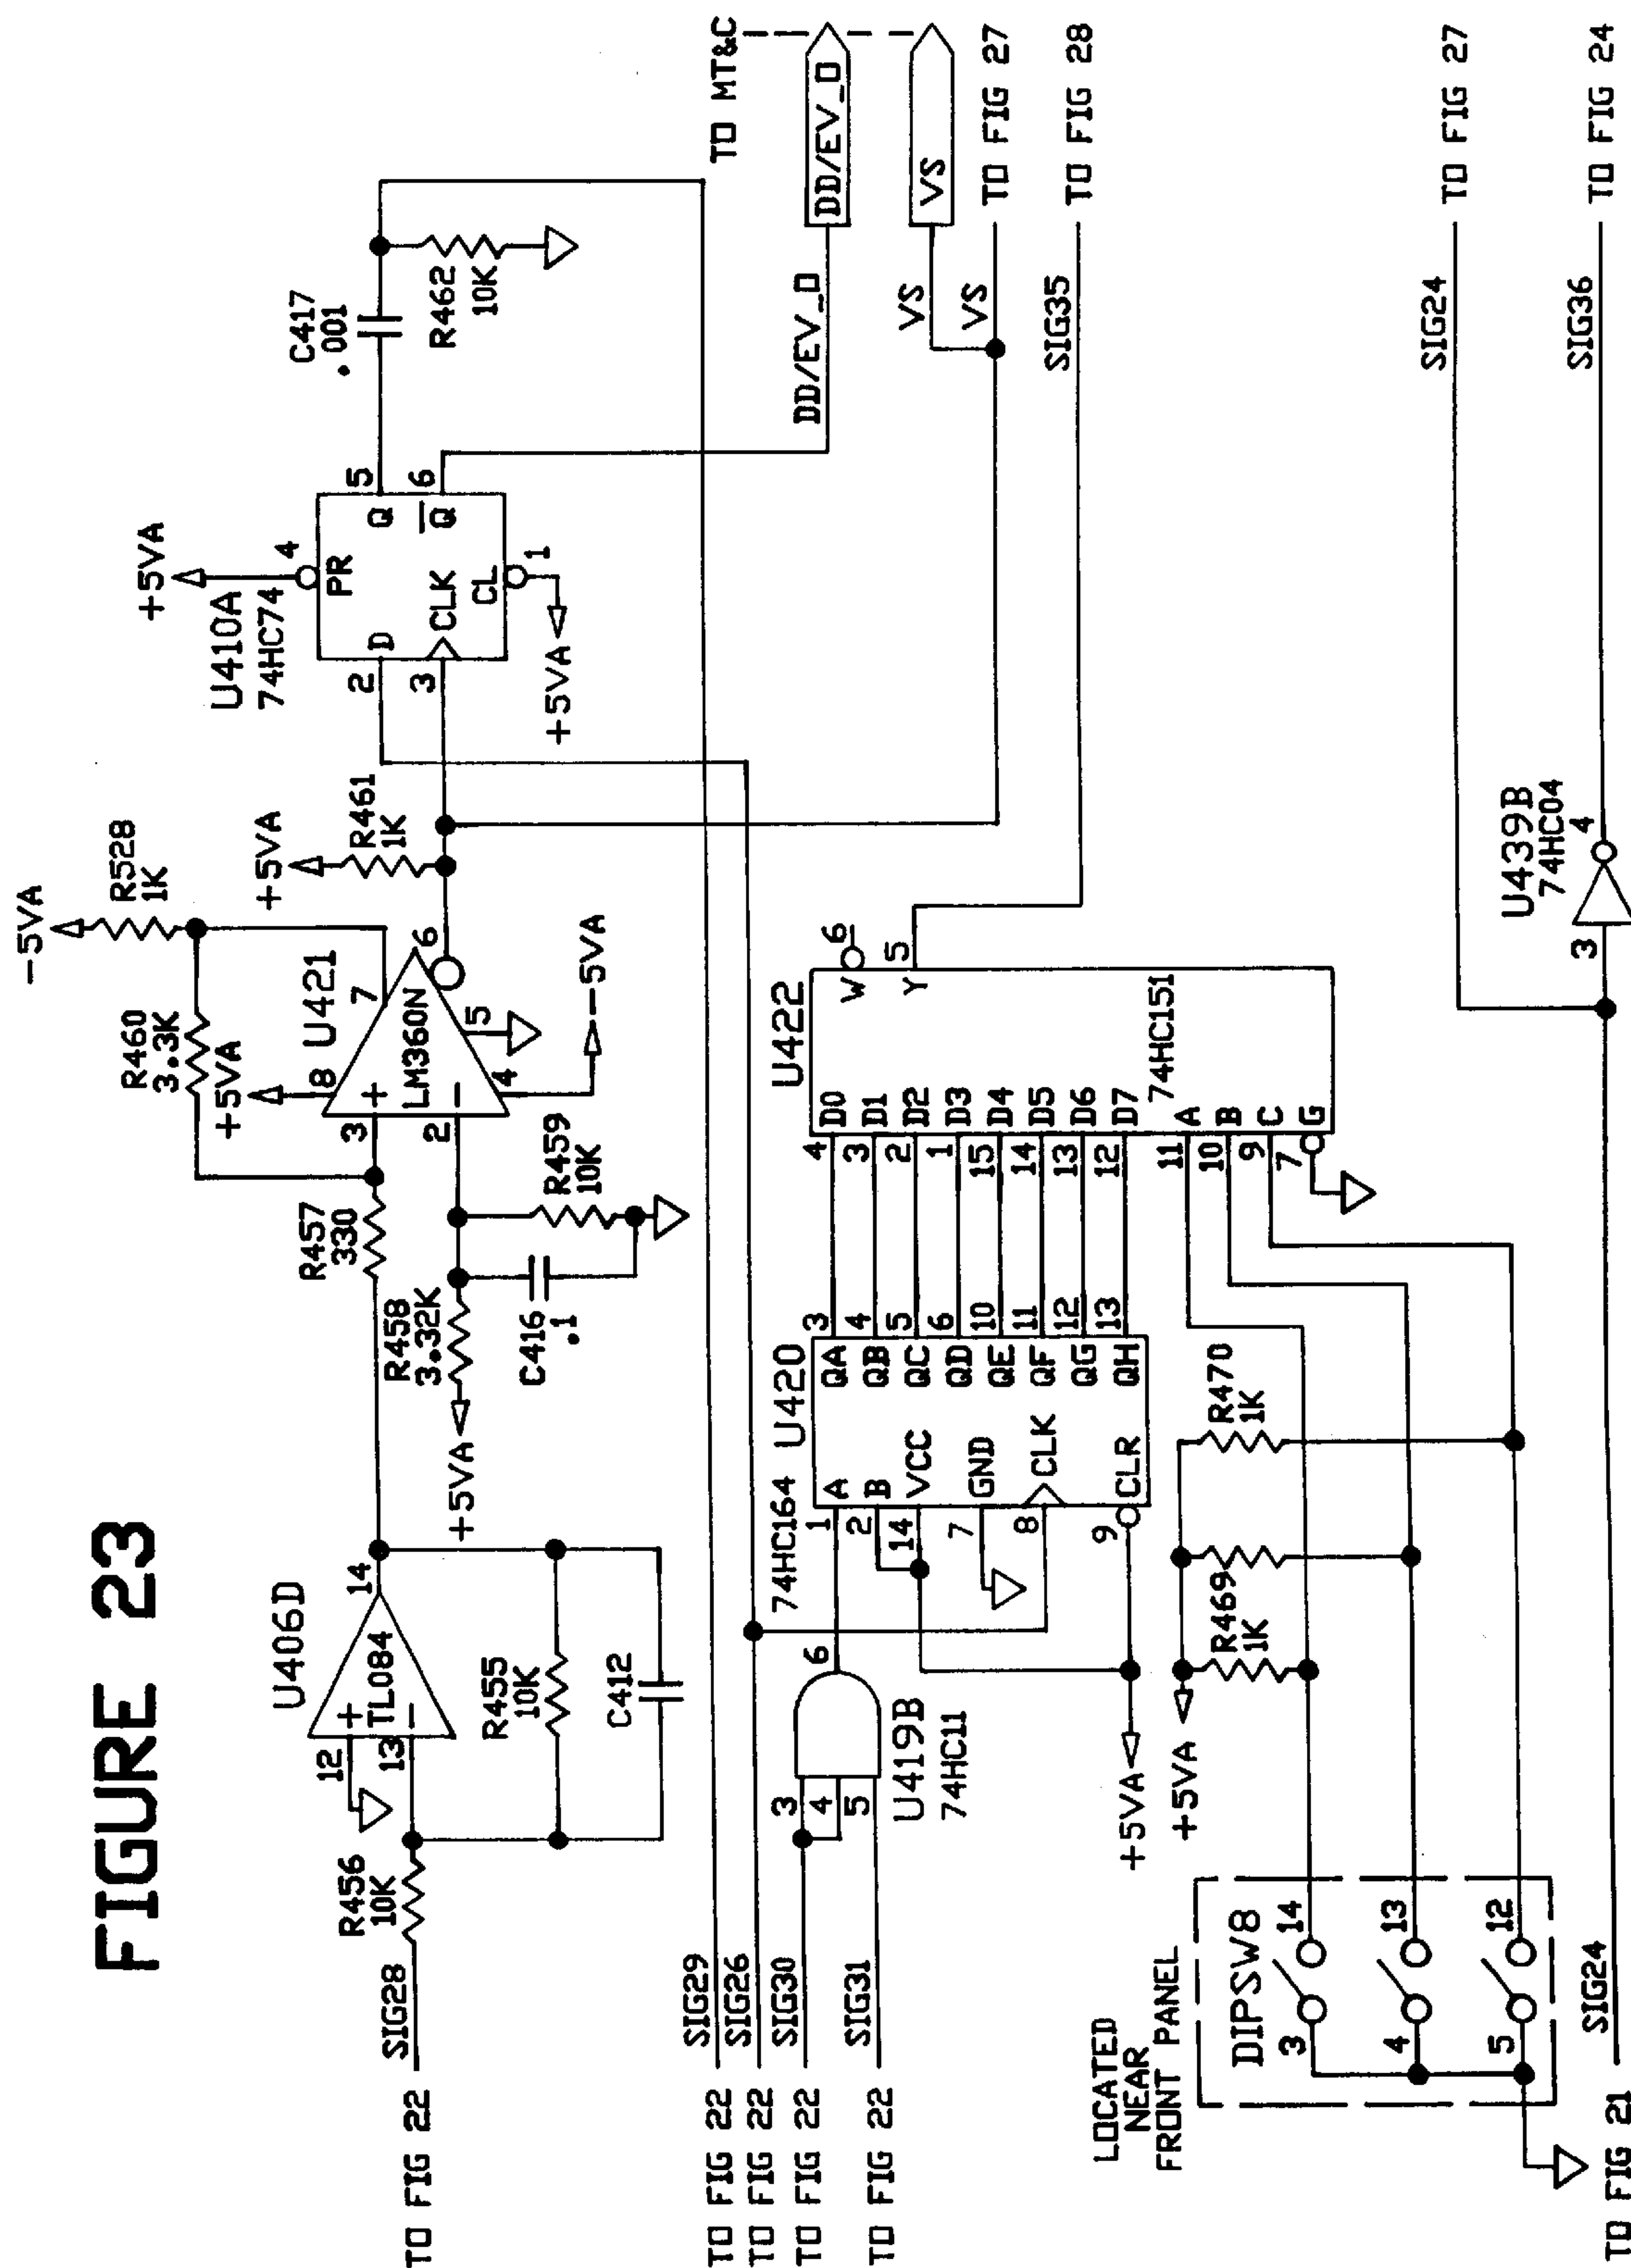 FIGURE 23
TO FIG 22
SIG28
R456
10K
12
13
+
−
TL084
U406D
14
R455
10K
C412
R457
330
R458
3.32K
+5VA
C416
.1
R459
10K
3
2
+
−
LM360N
U421
8
+5VA
7
6
5
4
-5VA
R460
3.3K
R528
1K
-5VA
+5VA
R461
1K
U410A
74HC74
+5VA
4
PR
2
D
3
CLK
CL
1
+5VA
Q
5
Q
6
C417
.001
R462
10K
TO MT&C
DD/EV_D
DD/EV_D
VS
VS
VS
TO FIG 27
SIG35
TO FIG 28
TO FIG 22
SIG29
TO FIG 22
SIG26
TO FIG 22
SIG30
TO FIG 22
SIG31
3
4
5
6
U419B
74HC11
74HC164
U420
1
A
2
B
14
VCC
7
GND
8
CLK
9
CLR
QA
3
QB
4
QC
5
QD
6
QE
10
QF
11
QG
12
QH
13
+5VA
U422
74HC151
4
D0
3
D1
2
D2
1
D3
15
D4
14
D5
13
D6
12
D7
11
A
10
B
9
C
7
G
W
6
Y
5
+5VA
R469
1K
R470
1K
LOCATED
NEAR
FRONT PANEL
DIPSW8
3
14
4
13
5
12
TO FIG 21
SIG24
SIG24
TO FIG 27
3
U439B
74HC04
4
SIG36
TO FIG 24